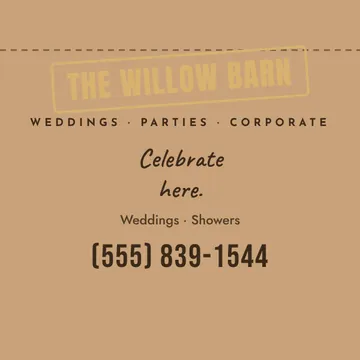 THE WILLOW BARN
WEDDINGS · PARTIES · CORPORATE
Celebrate
here.
Weddings · Showers
(555) 839-1544